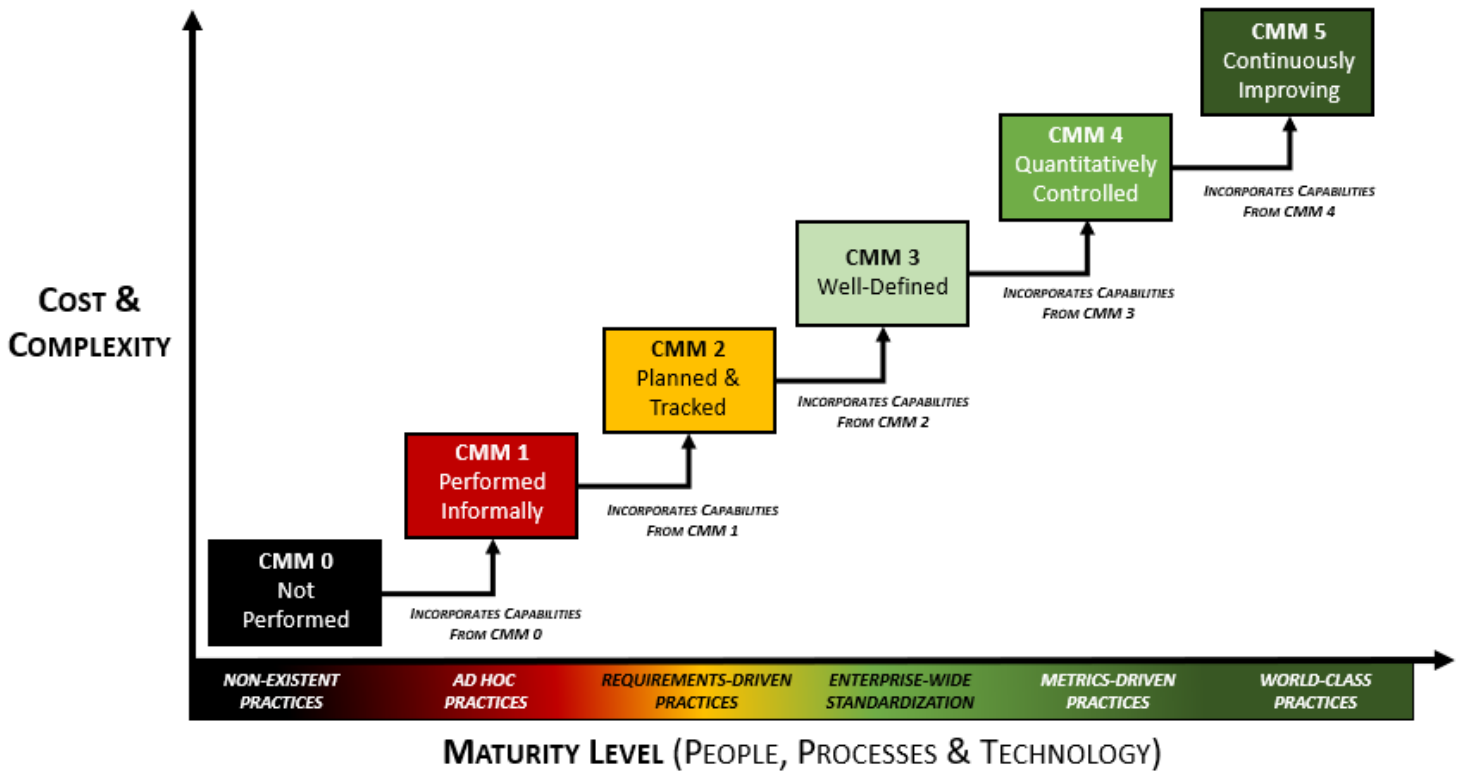 CMM 5
Continuously
Improving
CMM 4
Quantitatively
Controlled
INCORPORATES CAPABILITIES
FROM CMM 4
CMM 3
Well-Defined
INCORPORATES CAPABILITIES
FROM CMM 3
COST &
COMPLEXITY
CMM 2
Planned &
Tracked
INCORPORATES CAPABILITIES
FROM CMM 2
CMM 1
Performed
Informally
INCORPORATES CAPABILITIES
FROM CMM 1
CMM 0
Not
Performed
INCORPORATES CAPABILITIES
FROM CMM 0
NON-EXISTENT
PRACTICES
AD HOC
PRACTICES
REQUIREMENTS-DRIVEN
PRACTICES
ENTERPRISE-WIDE
STANDARDIZATION
METRICS-DRIVEN
PRACTICES
WORLD-CLASS
PRACTICES
MATURITY LEVEL (PEOPLE, PROCESSES & TECHNOLOGY)